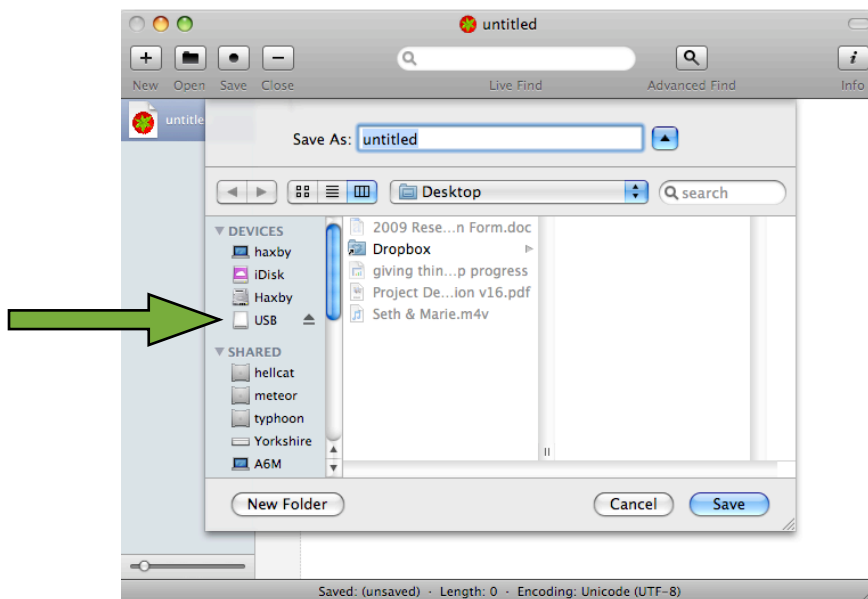 untitled
New Open Save Close Live Find Advanced Find Info
untitle
Save As: untitled
Desktop search
DEVICES
haxby
iDisk
Haxby
USB
SHARED
hellcat
meteor
typhoon
Yorkshire
A6M
2009 Rese...n Form.doc
Dropbox
giving thin...p progress
Project De...ion v16.pdf
Seth & Marie.m4v
New Folder Cancel Save
Saved: (unsaved) · Length: 0 · Encoding: Unicode (UTF-8)